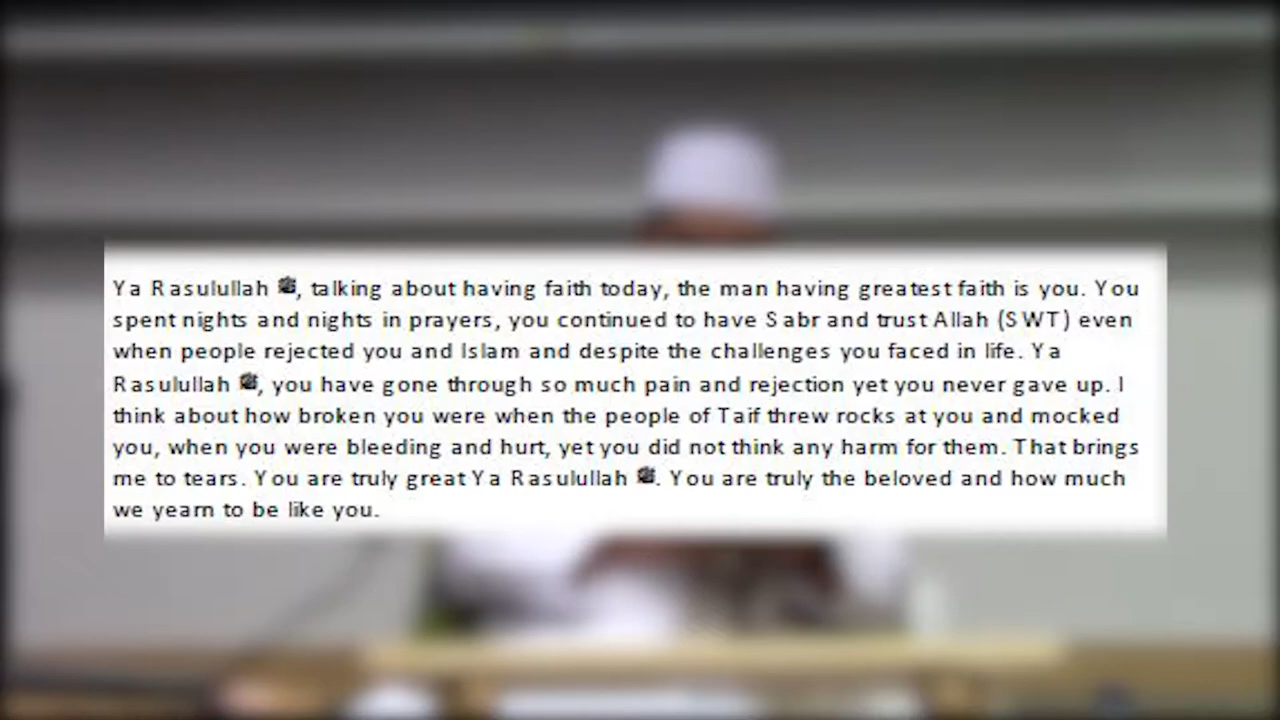 Ya Rasulullah ﷺ, talking about having faith today, the man having greatest faith is you. You
spent nights and nights in prayers, you continued to have Sabr and trust Allah (SWT) even
when people rejected you and Islam and despite the challenges you faced in life. Ya
Rasulullah ﷺ, you have gone through so much pain and rejection yet you never gave up. I
think about how broken you were when the people of Taif threw rocks at you and mocked
you, when you were bleeding and hurt, yet you did not think any harm for them. That brings
me to tears. You are truly great Ya Rasulullah ﷺ. You are truly the beloved and how much
we yearn to be like you.